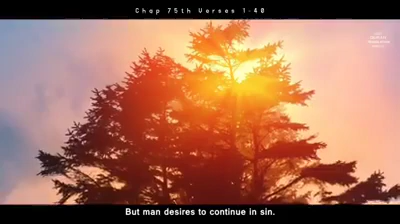 Chap 75th Verses 1-40
But man desires to continue in sin.